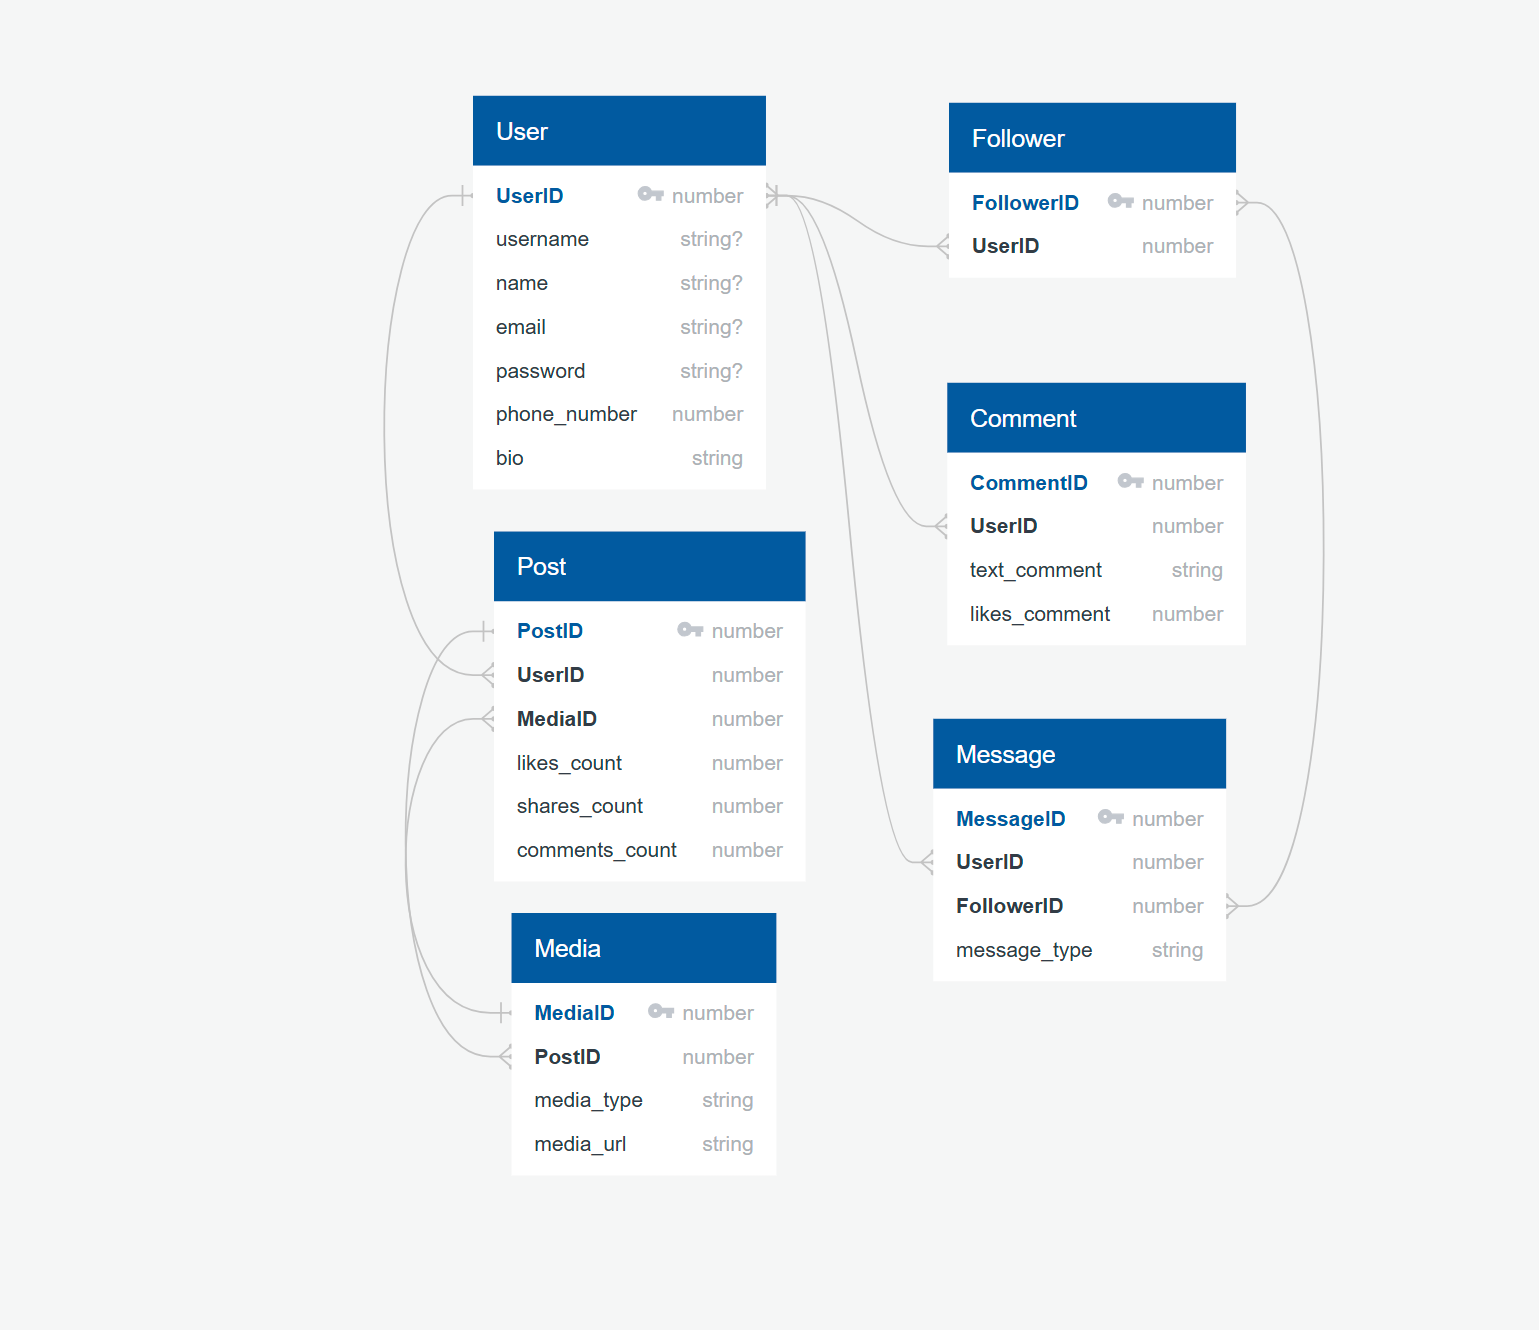 User
UserID number
username string?
name string?
email string?
password string?
phone_number number
bio string
Post
PostID number
UserID number
MediaID number
likes_count number
shares_count number
comments_count number
Media
MediaID number
PostID number
media_type string
media_url string
Follower
FollowerID number
UserID number
Comment
CommentID number
UserID number
text_comment string
likes_comment number
Message
MessageID number
UserID number
FollowerID number
message_type string